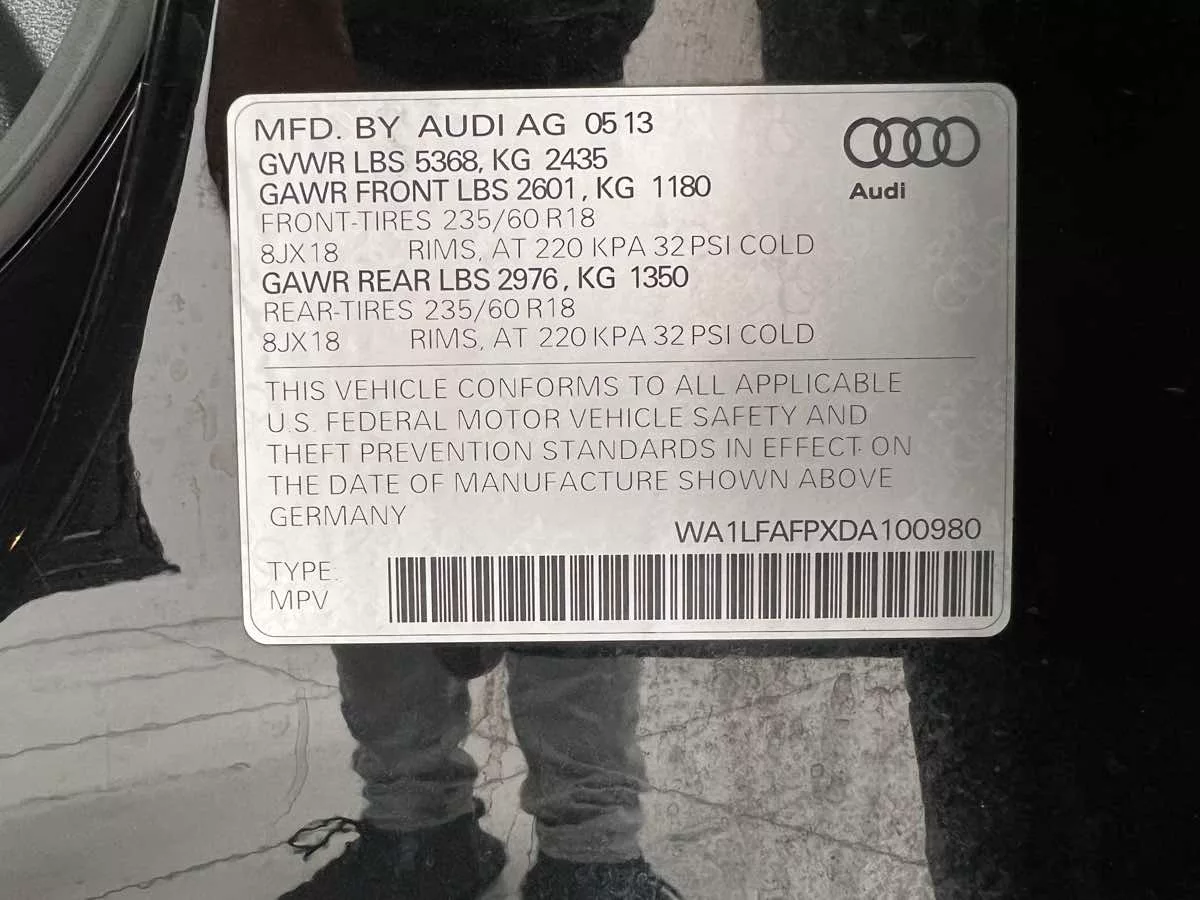 MFD. BY AUDI AG 05 13
GVWR LBS 5368, KG 2435
GAWR FRONT LBS 2601, KG 1180
FRONT-TIRES 235/60 R18
8JX18 RIMS, AT 220 KPA 32 PSI COLD
GAWR REAR LBS 2976, KG 1350
REAR-TIRES 235/60 R18
8JX18 RIMS, AT 220 KPA 32 PSI COLD
Audi
THIS VEHICLE CONFORMS TO ALL APPLICABLE
U.S. FEDERAL MOTOR VEHICLE SAFETY AND
THEFT PREVENTION STANDARDS IN EFFECT ON
THE DATE OF MANUFACTURE SHOWN ABOVE
GERMANY
WA1LFAFPXDA100980
TYPE:
MPV